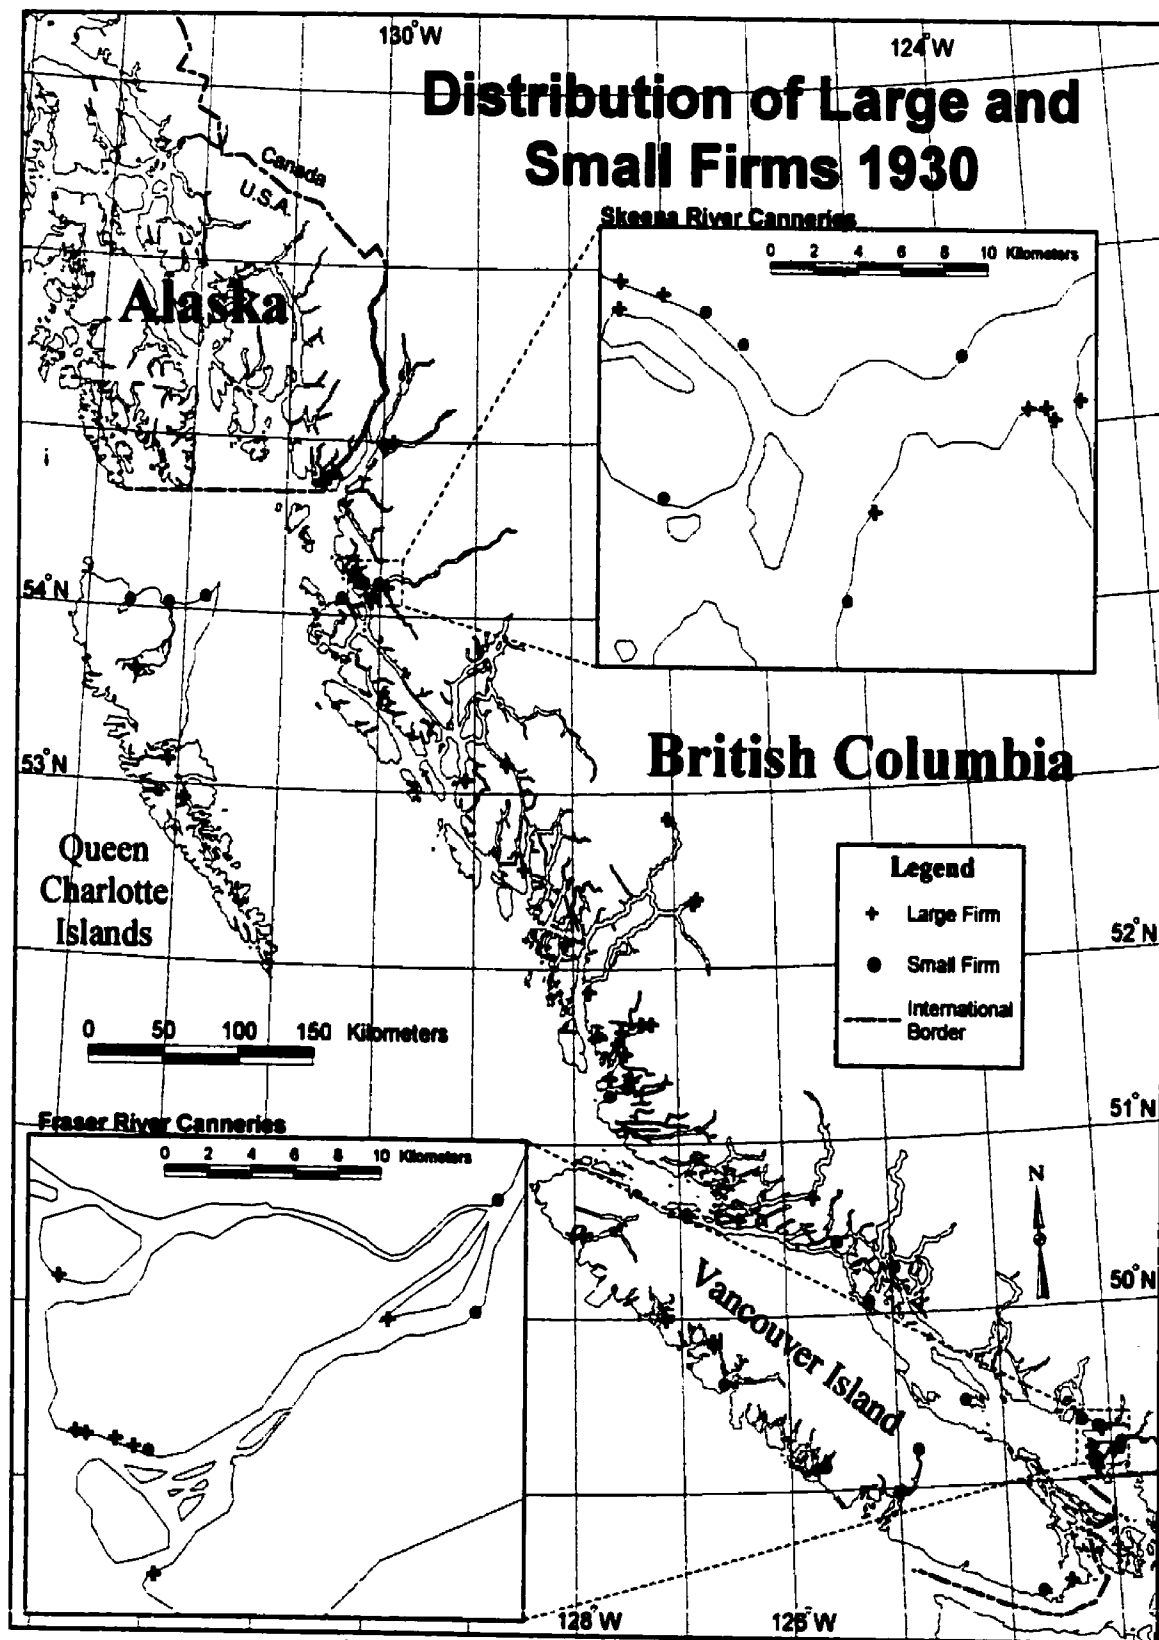 130°W
124°W
Distribution of Large and
Small Firms 1930
Canada
U.S.A.
Skeena River Canneries
0 2 4 6 8 10 Kilometers
Alaska
54°N
53°N
British Columbia
Queen
Charlotte
Islands
Legend
Large Firm
Small Firm
International
Border
52°N
0 50 100 150 Kilometers
51°N
Fraser River Canneries
0 2 4 6 8 10 Kilometers
N
50°N
Vancouver Island
128°W
126°W